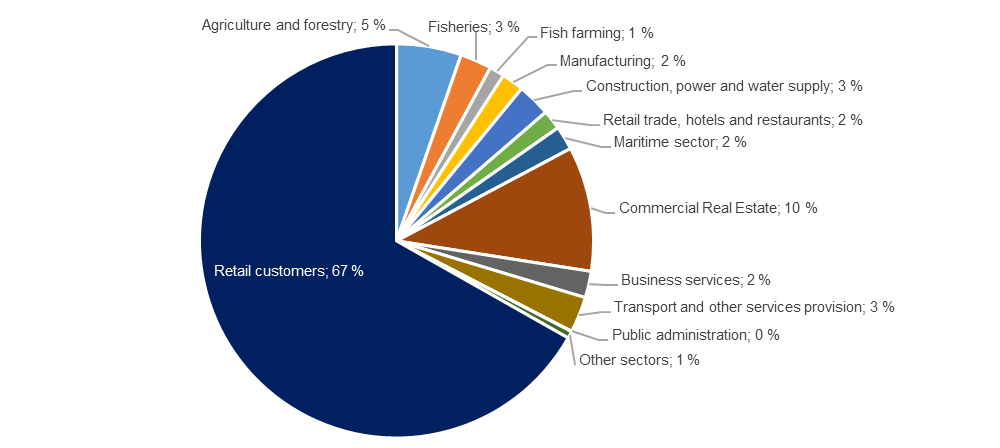 Agriculture and forestry; 5 %
Fisheries; 3 %
Fish farming; 1 %
Manufacturing; 2 %
Construction, power and water supply; 3 %
Retail trade, hotels and restaurants; 2 %
Maritime sector; 2 %
Commercial Real Estate; 10 %
Retail customers; 67 %
Business services; 2 %
Transport and other services provision; 3 %
Public administration; 0 %
Other sectors; 1 %